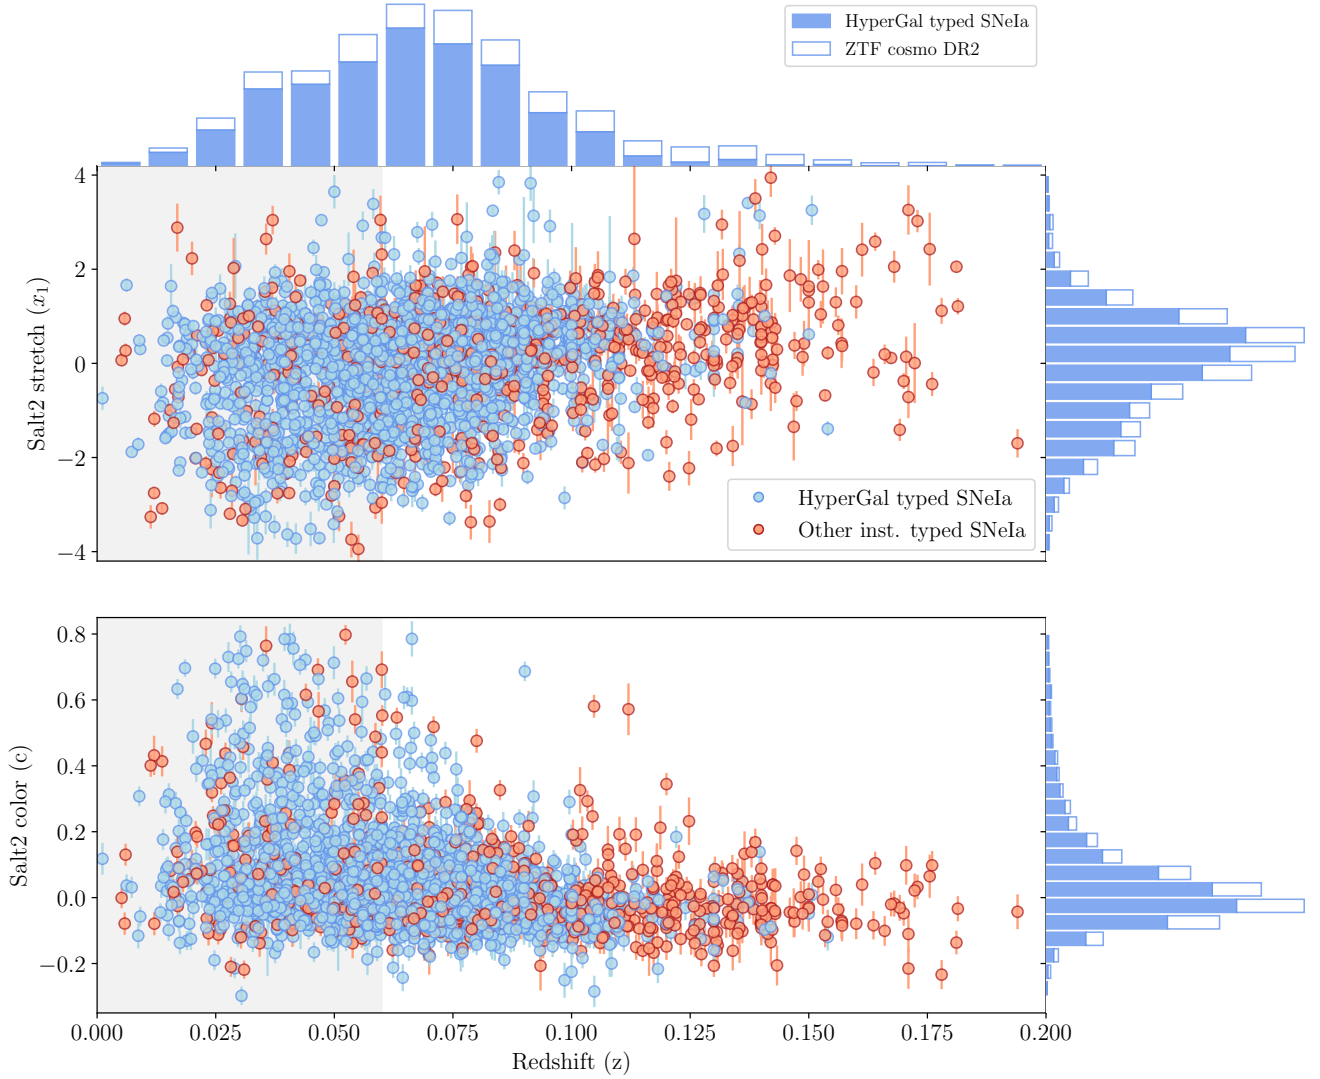 HyperGal typed SNeIa
ZTF cosmo DR2
4
2
0
−2
−4
Salt2 stretch (x1)
HyperGal typed SNeIa
Other inst. typed SNeIa
0.8
0.6
0.4
0.2
0.0
−0.2
Salt2 color (c)
0.000 0.025 0.050 0.075 0.100 0.125 0.150 0.175 0.200
Redshift (z)